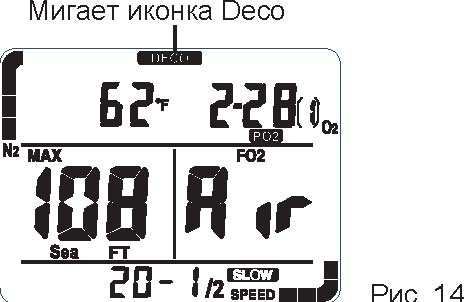 Мигает иконка Deco
DECO
62°F 2-28 O2
PO2
N2 MAX FO2
108 Air
Sea FT
20-1/2 SLOW
SPEED
Рис. 14